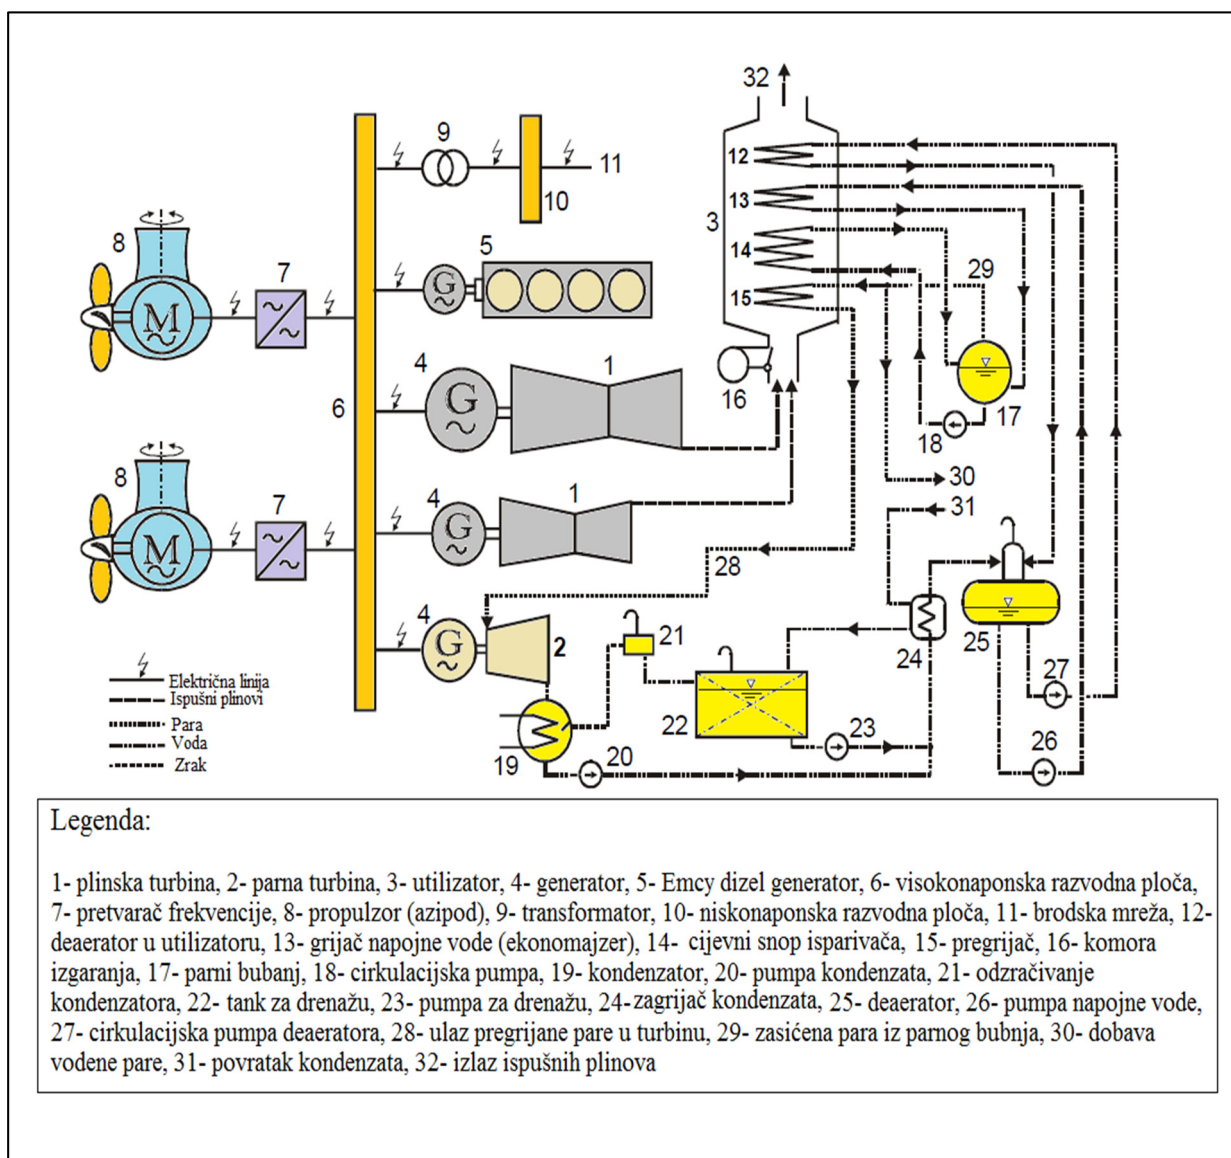 32
9
12
11
13
10
3
8
5
14
29
7
G
15
M
4
1
16
17
6
G
18
30
8
4
1
31
7
G
M
28
4
21
25
2
G
24
27
Električna linija
Ispušni plinovi
22
23
Para
Voda
26
Zrak
19
20
Legenda:
1- plinska turbina, 2- parna turbina, 3- utilizator, 4- generator, 5- Emcy dizel generator, 6- visokonaponska razvodna ploča,
7- pretvarač frekvencije, 8- propulzor (azipod), 9- transformator, 10- niskonaponska razvodna ploča, 11- brodska mreža, 12-
deaerator u utilizatoru, 13- grijač napojne vode (ekonomajzer), 14- cijevni snop isparivača, 15- pregrijač, 16- komora
izgaranja, 17- parni bubanj, 18- cirkulacijska pumpa, 19- kondenzator, 20- pumpa kondenzata, 21- odzračivanje
kondenzatora, 22- tank za drenažu, 23- pumpa za drenažu, 24-zagrijač kondenzata, 25- deaerator, 26- pumpa napojne vode,
27- cirkulacijska pumpa deaeratora, 28- ulaz pregrijane pare u turbinu, 29- zasićena para iz parnog bubnja, 30- dobava
vodene pare, 31- povratak kondenzata, 32- izlaz ispušnih plinova